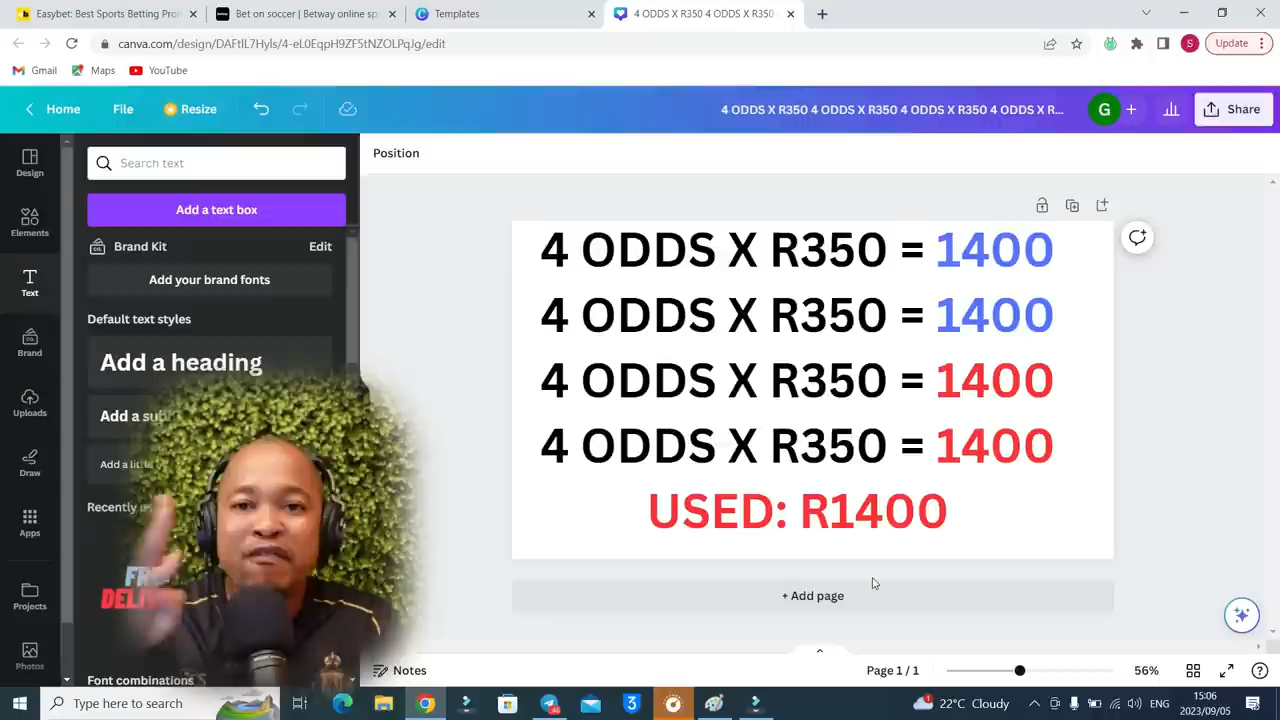 Easybet: Best Sports Betting Pro
Bet on soccer | Betway online sp
Templates
4 ODDS X R350 4 ODDS X R350
canva.com/design/DAFtlL7Hyls/4-eL0EqpH9ZF5tNZOLPqJg/edit
S
Update
Gmail
Maps
YouTube
Home
File
Resize
4 ODDS X R350 4 ODDS X R350 4 ODDS X R350 4 ODDS X R...
G
+
Share
Design
Elements
Text
Brand
Uploads
Draw
Apps
Projects
Photos
Search text
Add a text box
Brand Kit
Edit
Add your brand fonts
Default text styles
Add a heading
Add a sub
Add a little
Recently
Font combinations
Position
4 ODDS X R350 = 1400
4 ODDS X R350 = 1400
4 ODDS X R350 = 1400
4 ODDS X R350 = 1400
USED: R1400
+ Add page
Notes
Page 1 / 1
56%
Type here to search
22°C Cloudy
ENG
15:06
2023/09/05